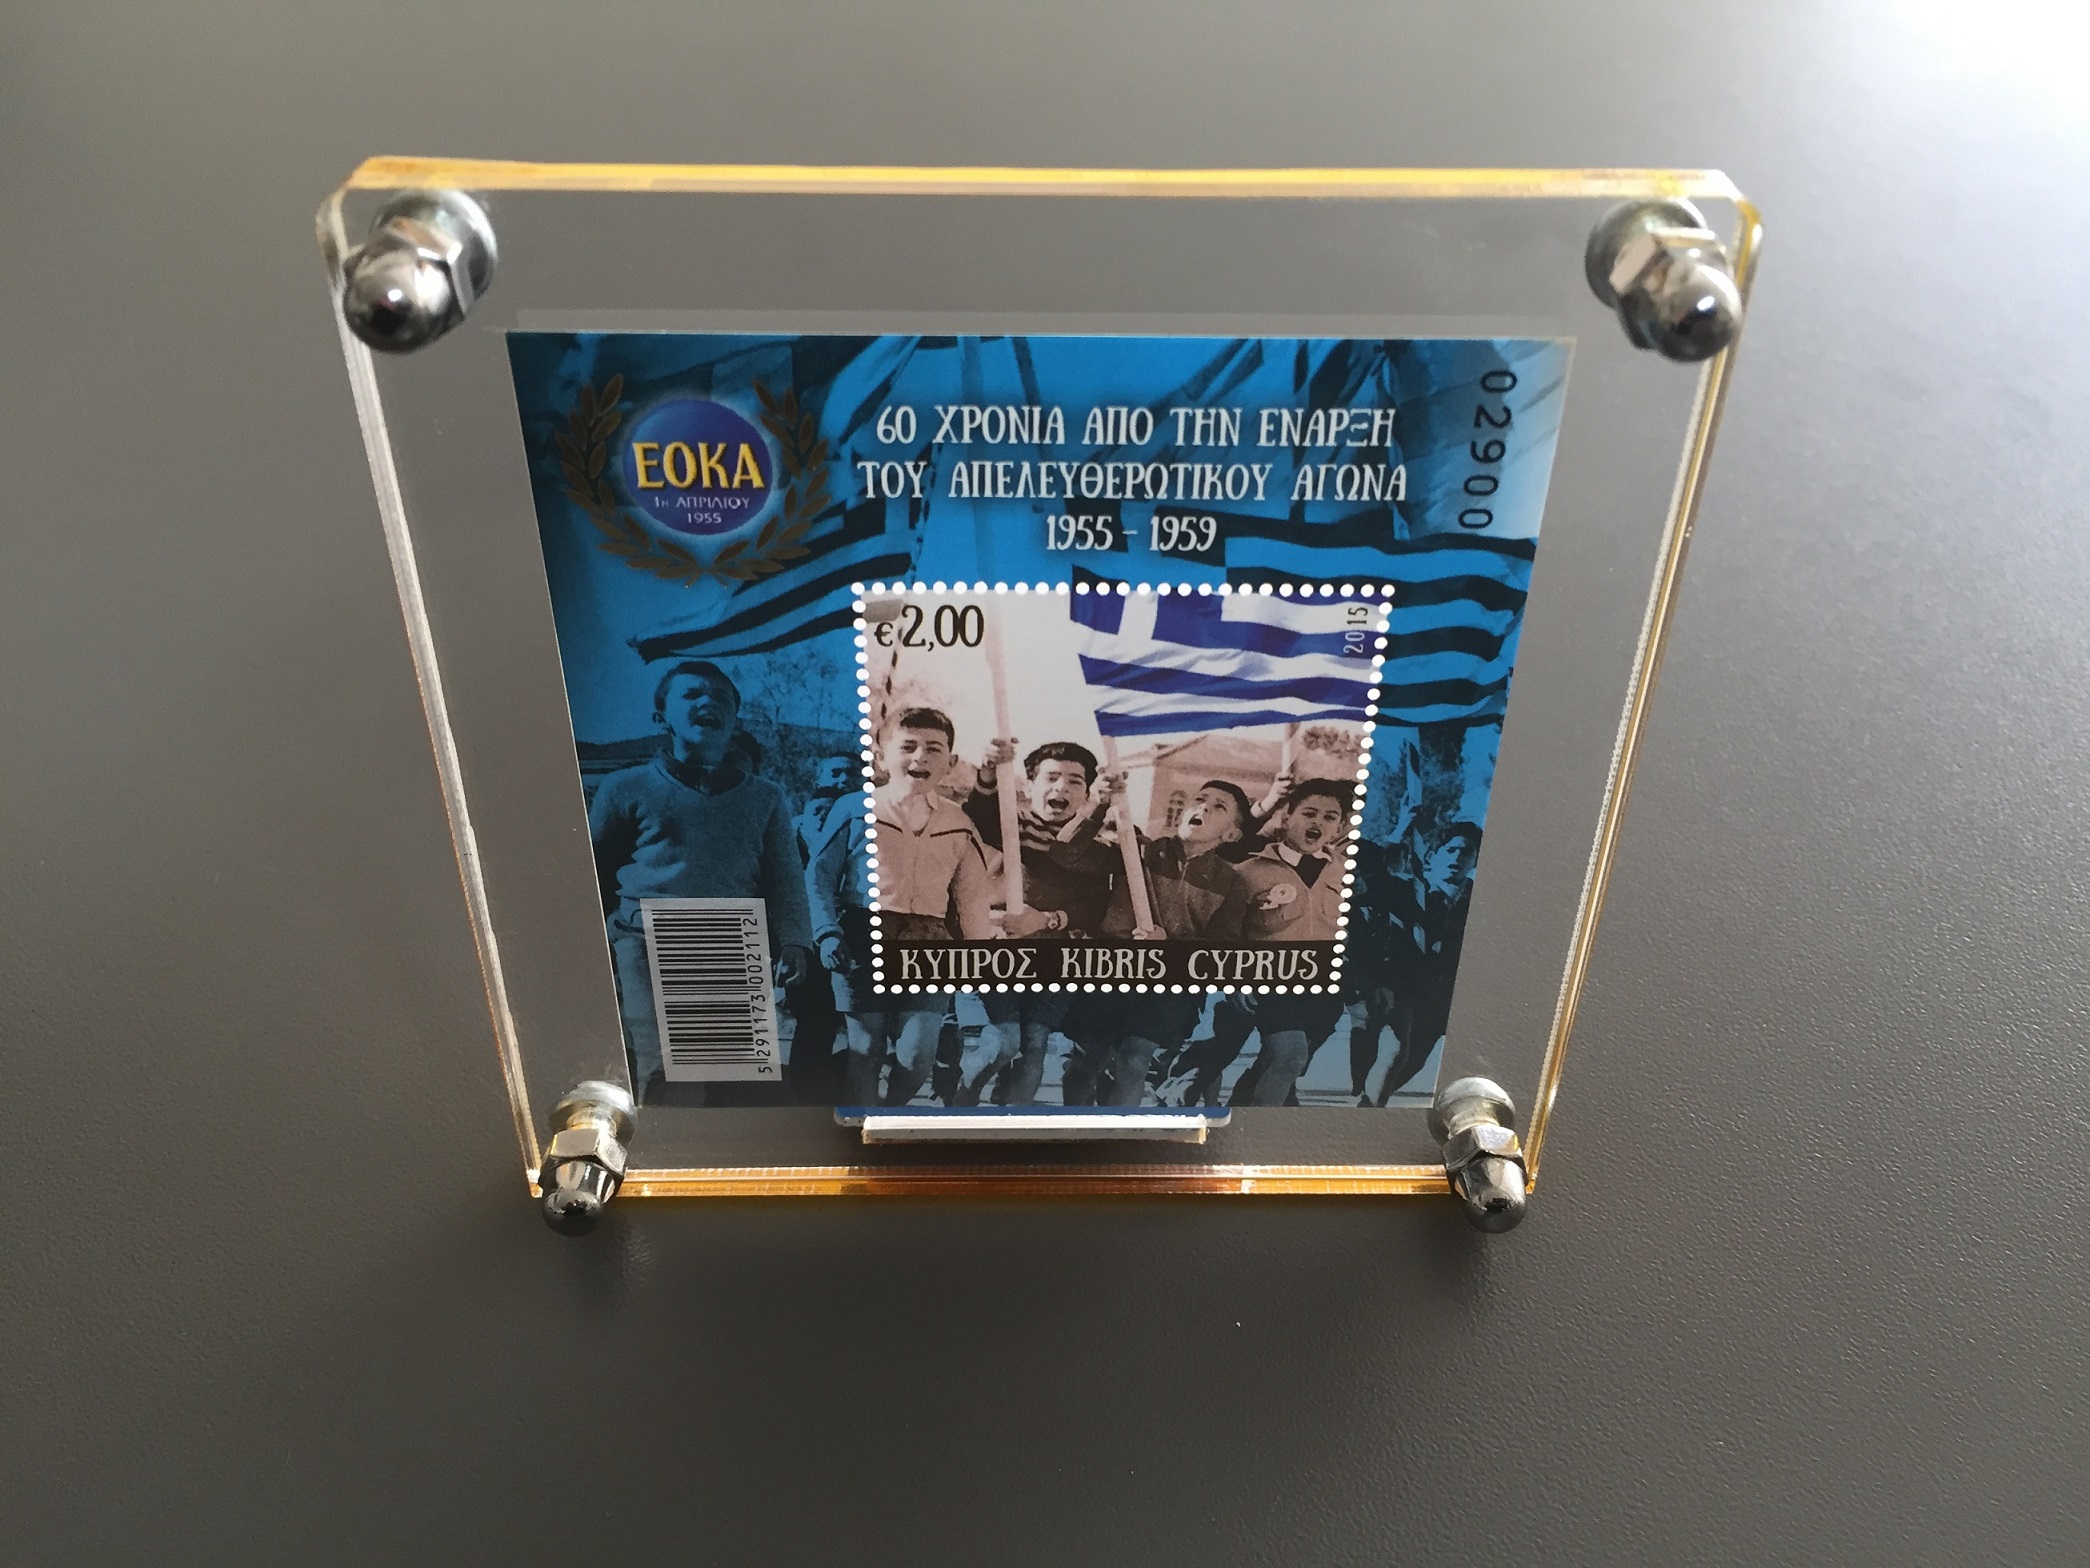 ΕΟΚΑ
1η ΑΠΡΙΛΙΟΥ
1955
60 ΧΡΟΝΙΑ ΑΠΟ ΤΗΝ ΕΝΑΡΞΗ
ΤΟΥ ΑΠΕΛΕΥΘΕΡΩΤΙΚΟΥ ΑΓΩΝΑ
1955 - 1959
02900
€2,00
2015
ΚΥΠΡΟΣ KIBRIS CYPRUS
5 291173 002112